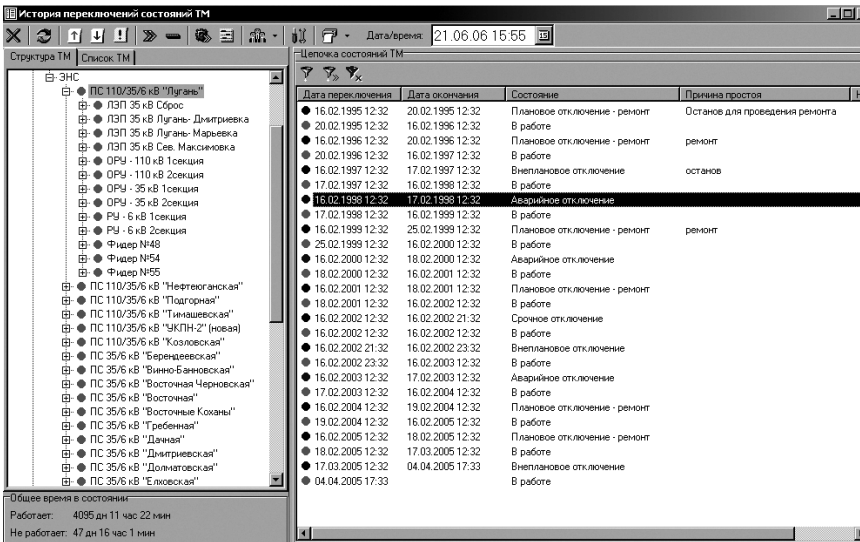 История переключений состояний ТМ
Дата/время: 21.06.06 15:55
Структура ТМ Список ТМ
ЭНС
ПС 110/35/6 кВ "Лугань"
ЛЭП 35 кВ Сброс
ЛЭП 35 кВ Лугань- Дмитриевка
ЛЭП 35 кВ Лугань- Марьевка
ЛЭП 35 кВ Сев. Максимовка
ОРУ - 110 кВ 1секция
ОРУ - 110 кВ 2секция
ОРУ - 35 кВ 1секция
ОРУ - 35 кВ 2секция
РУ - 6 кВ 1секция
РУ - 6 кВ 2секция
Фидер №48
Фидер №54
Фидер №55
ПС 110/35/6 кВ "Нефтеюганская"
ПС 110/35/6 кВ "Подгорная"
ПС 110/35/6 кВ "Тимашевская"
ПС 110/35/6 кВ "УКПН-2" (новая)
ПС 110/35/6 кВ "Козловская"
ПС 35/6 кВ "Берендеевская"
ПС 35/6 кВ "Винно-Банновская"
ПС 35/6 кВ "Восточная Черновская"
ПС 35/6 кВ "Восточная"
ПС 35/6 кВ "Восточные Коханы"
ПС 35/6 кВ "Гребенная"
ПС 35/6 кВ "Дачная"
ПС 35/6 кВ "Дмитриевская"
ПС 35/6 кВ "Долматовская"
ПС 35/6 кВ "Елховская"
Общее время в состоянии
Работает: 4095 дн 11 час 22 мин
Не работает: 47 дн 16 час 1 мин
Цепочка состояний ТМ
Дата переключения Дата окончания Состояние Причина простоя Н
16.02.1995 12:32 20.02.1995 12:32 Плановое отключение - ремонт Останов для проведения ремонта
20.02.1995 12:32 16.02.1996 12:32 В работе
16.02.1996 12:32 20.02.1996 12:32 Плановое отключение - ремонт ремонт
20.02.1996 12:32 16.02.1997 12:32 В работе
16.02.1997 12:32 17.02.1997 12:32 Внеплановое отключение останов
17.02.1997 12:32 16.02.1998 12:32 В работе
16.02.1998 12:32 17.02.1998 12:32 Аварийное отключение
17.02.1998 12:32 16.02.1999 12:32 В работе
16.02.1999 12:32 25.02.1999 12:32 Плановое отключение - ремонт ремонт
25.02.1999 12:32 16.02.2000 12:32 В работе
16.02.2000 12:32 18.02.2000 12:32 Аварийное отключение
18.02.2000 12:32 16.02.2001 12:32 В работе
16.02.2001 12:32 18.02.2001 12:32 Плановое отключение - ремонт
18.02.2001 12:32 16.02.2002 12:32 В работе
16.02.2002 12:32 16.02.2002 21:32 Срочное отключение
16.02.2002 12:32 16.02.2002 12:32 В работе
16.02.2002 21:32 16.02.2002 23:32 Внеплановое отключение
16.02.2002 23:32 16.02.2003 12:32 В работе
16.02.2003 12:32 17.02.2003 12:32 Аварийное отключение
17.02.2003 12:32 16.02.2004 12:32 В работе
16.02.2004 12:32 19.02.2004 12:32 Плановое отключение - ремонт
19.02.2004 12:32 16.02.2005 12:32 В работе
16.02.2005 12:32 18.02.2005 12:32 Плановое отключение - ремонт
18.02.2005 12:32 17.03.2005 12:32 В работе
17.03.2005 12:32 04.04.2005 17:33 Внеплановое отключение
04.04.2005 17:33 В работе